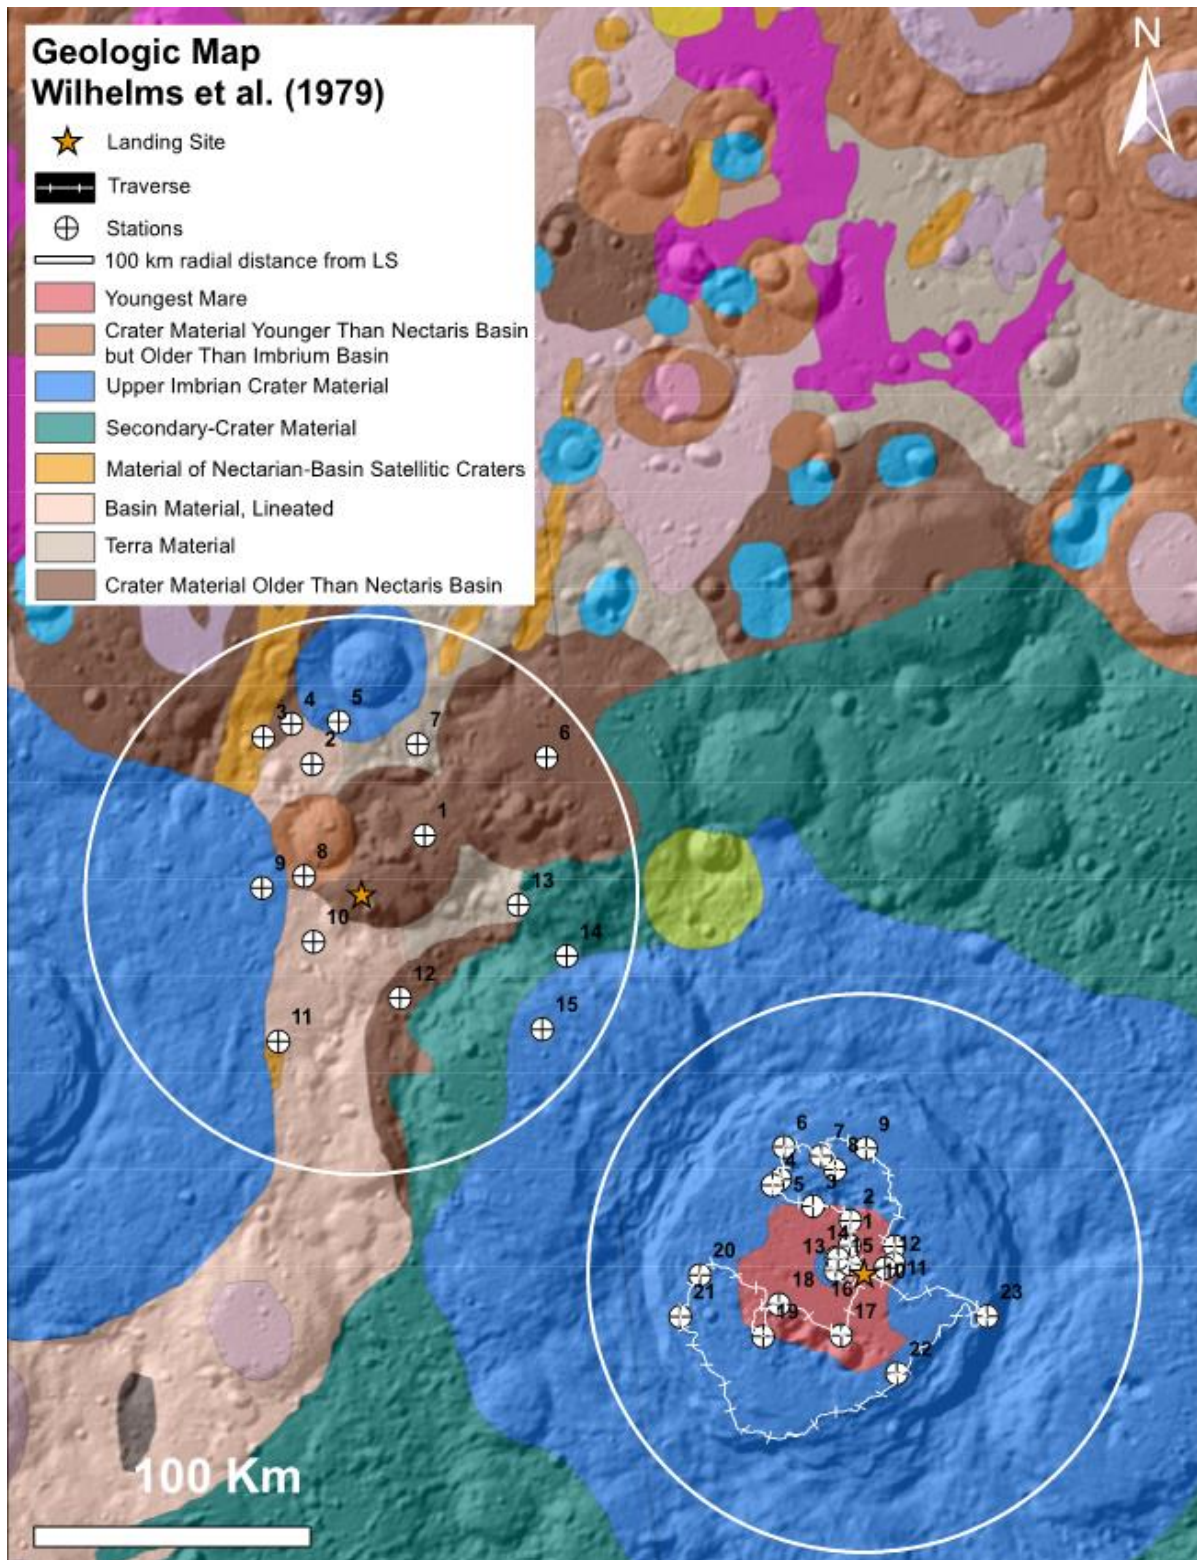 Geologic Map
Wilhelms et al. (1979)
Landing Site
Traverse
Stations
100 km radial distance from LS
Youngest Mare
Crater Material Younger Than Nectaris Basin
but Older Than Imbrium Basin
Upper Imbrian Crater Material
Secondary-Crater Material
Material of Nectarian-Basin Satellitic Craters
Basin Material, Lineated
Terra Material
Crater Material Older Than Nectaris Basin
N
3
4
5
2
7
6
1
9
8
10
13
14
12
15
11
6
7
8
9
4
5
3
2
1
14
13
15
12
20
18
16
10
11
21
19
17
23
22
100 Km